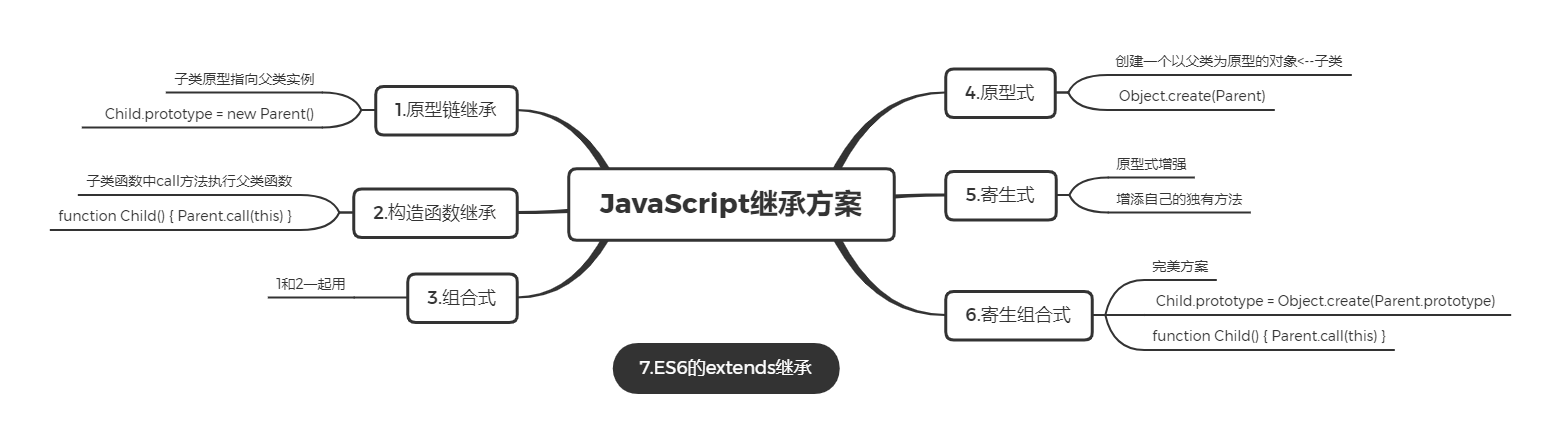 JavaScript继承方案
1.原型链继承
子类原型指向父类实例
Child.prototype = new Parent()
2.构造函数继承
子类函数中call方法执行父类函数
function Child() { Parent.call(this) }
3.组合式
1和2一起用
4.原型式
创建一个以父类为原型的对象<--子类
Object.create(Parent)
5.寄生式
原型式增强
增添自己的独有方法
6.寄生组合式
完美方案
Child.prototype = Object.create(Parent.prototype)
function Child() { Parent.call(this) }
7.ES6的extends继承